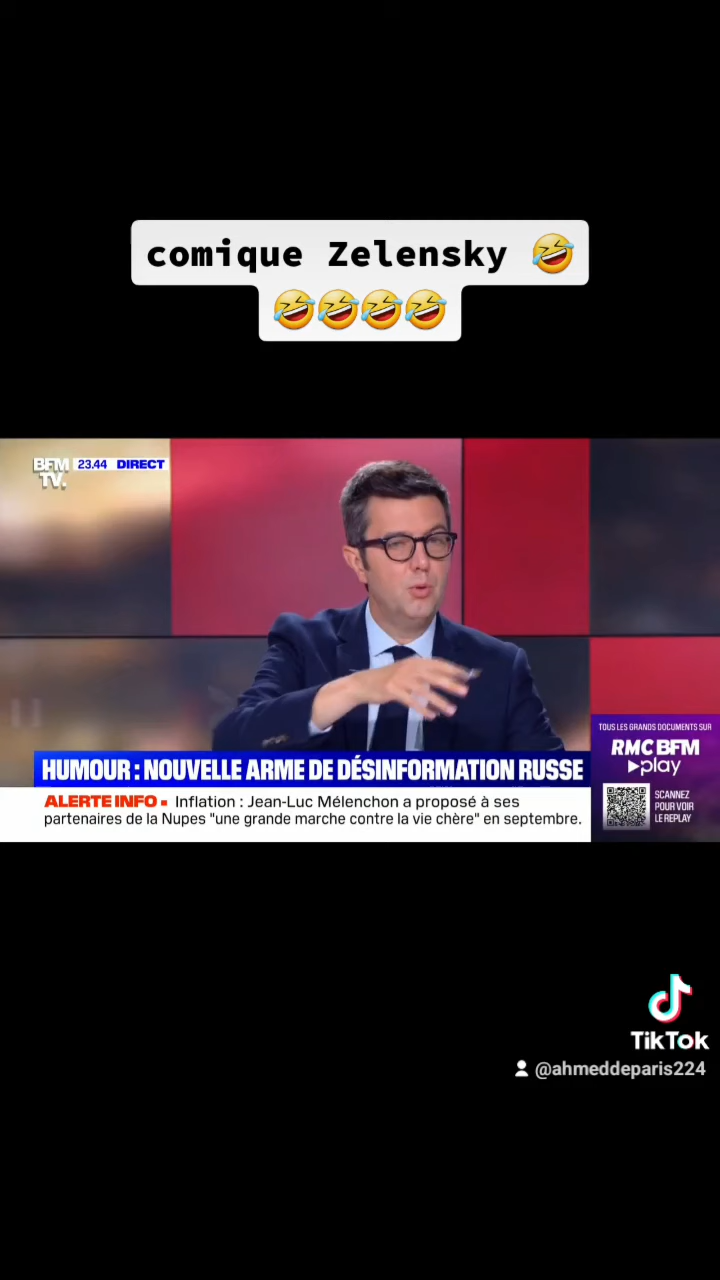 comique Zelensky 🤣
🤣🤣🤣🤣
BFM
TV.
23.44 DIRECT
TOUS LES GRANDS DOCUMENTS SUR
RMC BFM
play
SCANNEZ
POUR VOIR
LE REPLAY
HUMOUR : NOUVELLE ARME DE DÉSINFORMATION RUSSE
ALERTE INFO Inflation : Jean-Luc Mélenchon a proposé à ses
partenaires de la Nupes "une grande marche contre la vie chère" en septembre.
TikTok
@ahmeddeparis224